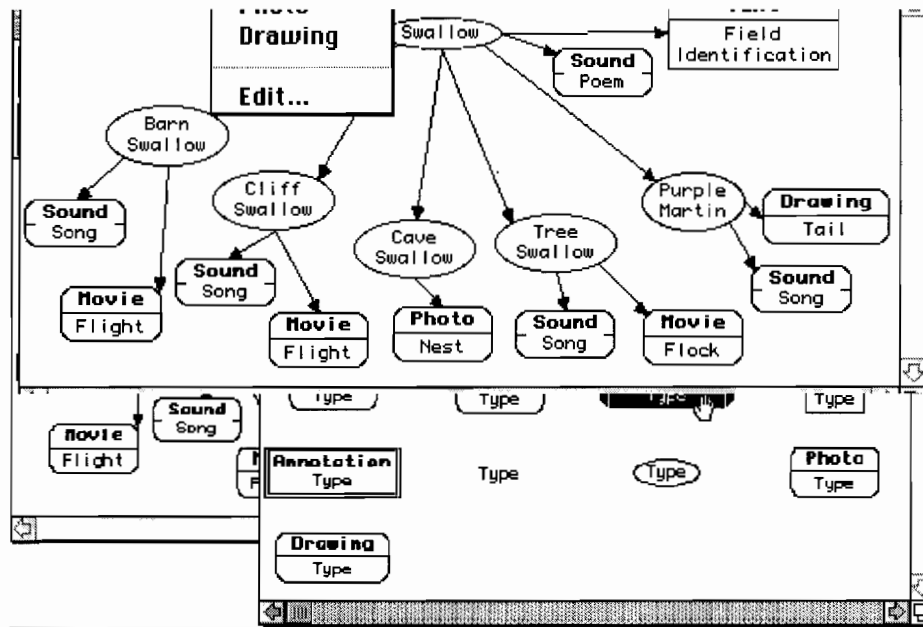 Drawing
Edit...
Swallow
Field
Identification
Sound
Poem
Barn
Swallow
Cliff
Swallow
Purple
Martin
Drawing
Tail
Sound
Song
Cave
Swallow
Tree
Swallow
Sound
Song
Sound
Song
Movie
Flight
Movie
Flight
Photo
Nest
Sound
Song
Movie
Flock
Sound
Song
Movie
Flight
Type
Type
Type
Type
Annotation
Type
Type
Type
Photo
Type
Drawing
Type